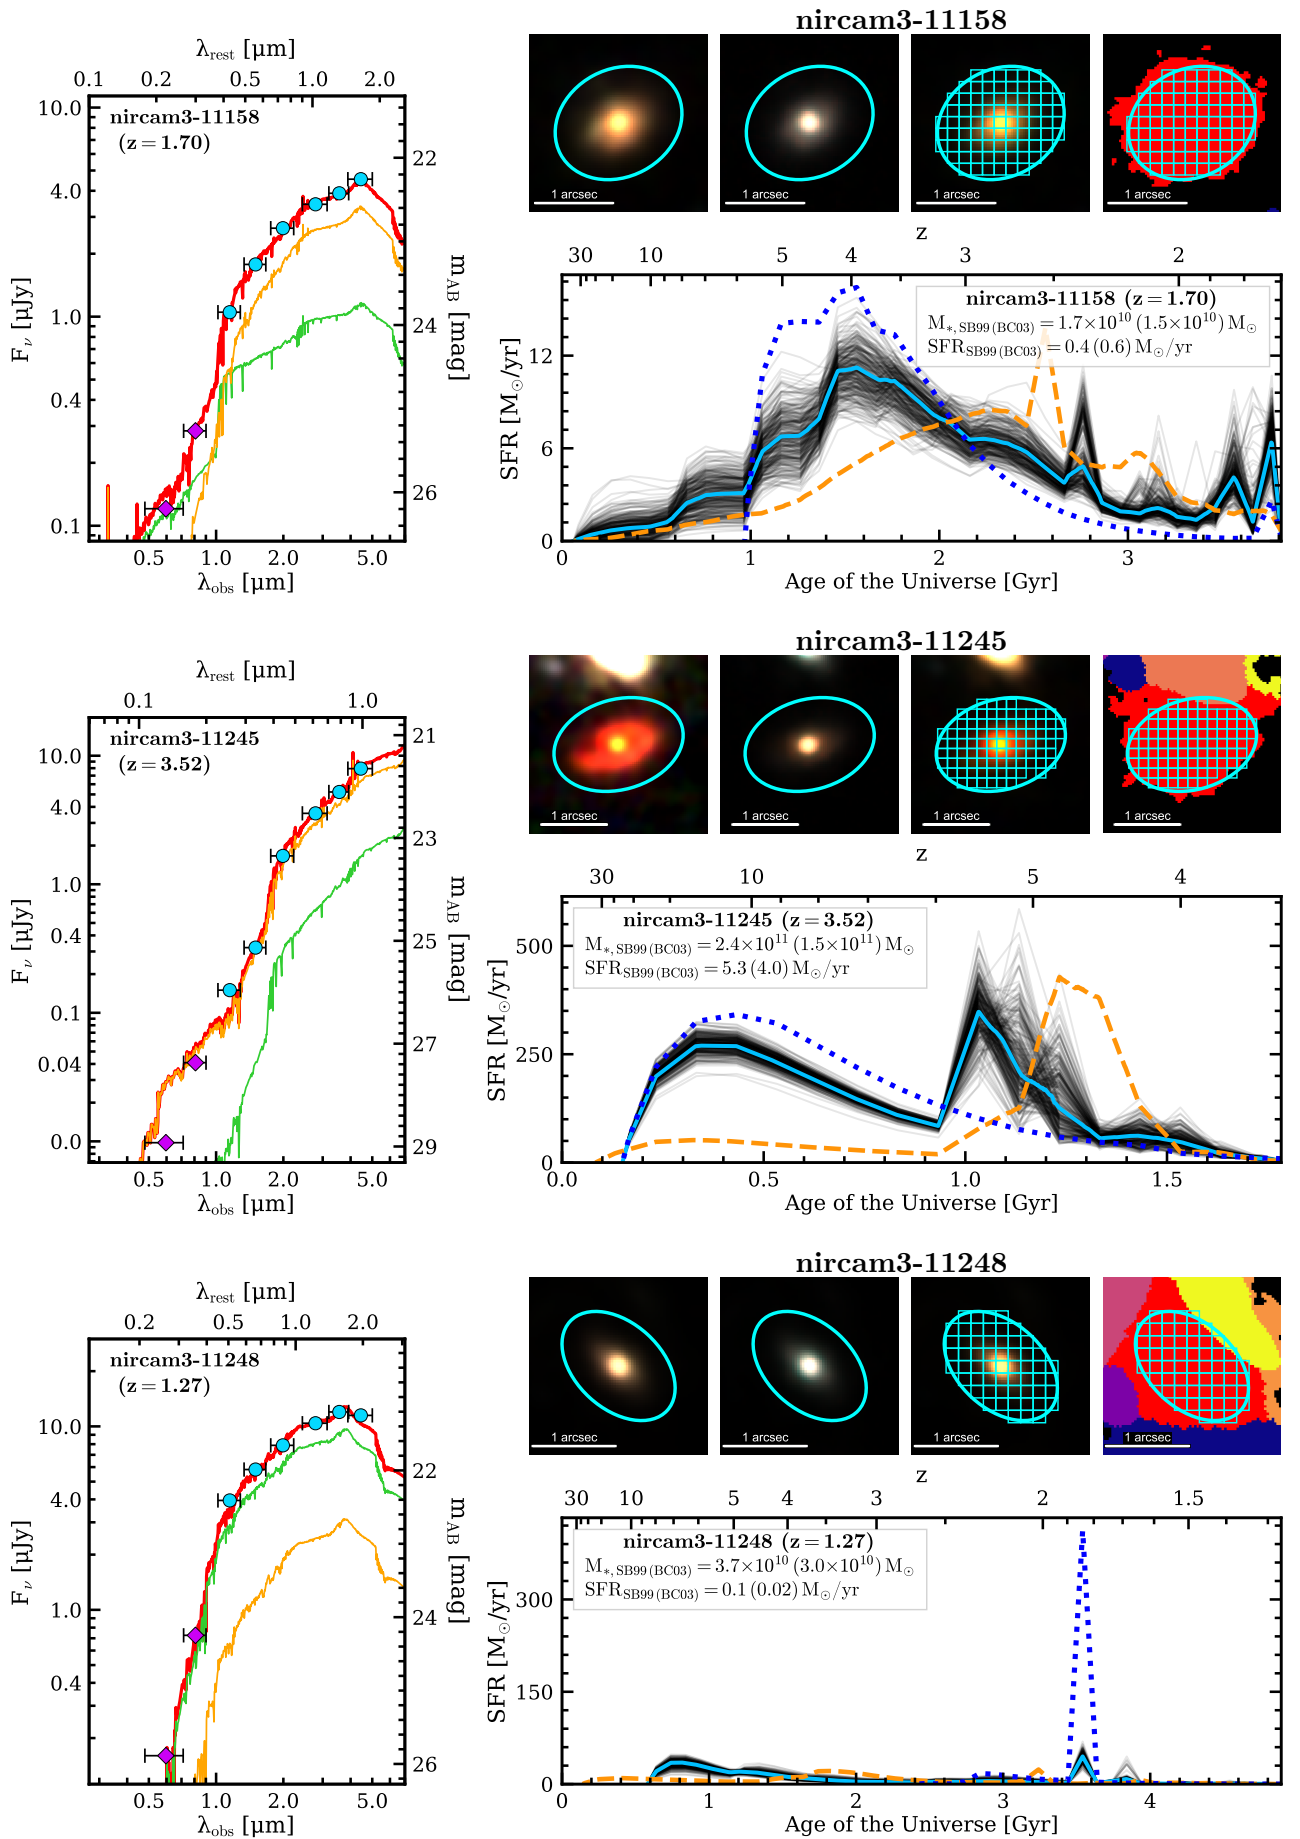 nircam3-11158
λrest [μm]
0.1 0.2 0.5 1.0 2.0
nircam3-11158
(z = 1.70)
10.0
4.0
1.0
0.4
0.1
Fν [μJy]
22
24
26
mAB [mag]
0.5 1.0 2.0 5.0
λobs [μm]
1 arcsec
1 arcsec
1 arcsec
1 arcsec
z
30 10 5 4 3 2
nircam3-11158 (z = 1.70)
M*, SB99 (BC03) = 1.7×10¹⁰ (1.5×10¹⁰) M⊙
SFRSB99 (BC03) = 0.4 (0.6) M⊙/yr
12
6
0
SFR [M⊙/yr]
1 2 3
Age of the Universe [Gyr]
nircam3-11245
λrest [μm]
0.1 1.0
nircam3-11245
(z = 3.52)
10.0
4.0
1.0
0.4
0.1
0.04
0.0
Fν [μJy]
21
23
25
27
29
mAB [mag]
0.5 1.0 2.0 5.0
λobs [μm]
1 arcsec
1 arcsec
1 arcsec
1 arcsec
z
30 10 5 4
nircam3-11245 (z = 3.52)
M*, SB99 (BC03) = 2.4×10¹¹ (1.5×10¹¹) M⊙
SFRSB99 (BC03) = 5.3 (4.0) M⊙/yr
500
250
0
SFR [M⊙/yr]
0.0 0.5 1.0 1.5
Age of the Universe [Gyr]
nircam3-11248
λrest [μm]
0.2 0.5 1.0 2.0
nircam3-11248
(z = 1.27)
10.0
4.0
1.0
0.4
Fν [μJy]
22
24
26
mAB [mag]
0.5 1.0 2.0 5.0
λobs [μm]
1 arcsec
1 arcsec
1 arcsec
1 arcsec
z
30 10 5 4 3 2 1.5
nircam3-11248 (z = 1.27)
M*, SB99 (BC03) = 3.7×10¹⁰ (3.0×10¹⁰) M⊙
SFRSB99 (BC03) = 0.1 (0.02) M⊙/yr
300
150
0
SFR [M⊙/yr]
0 1 2 3 4
Age of the Universe [Gyr]